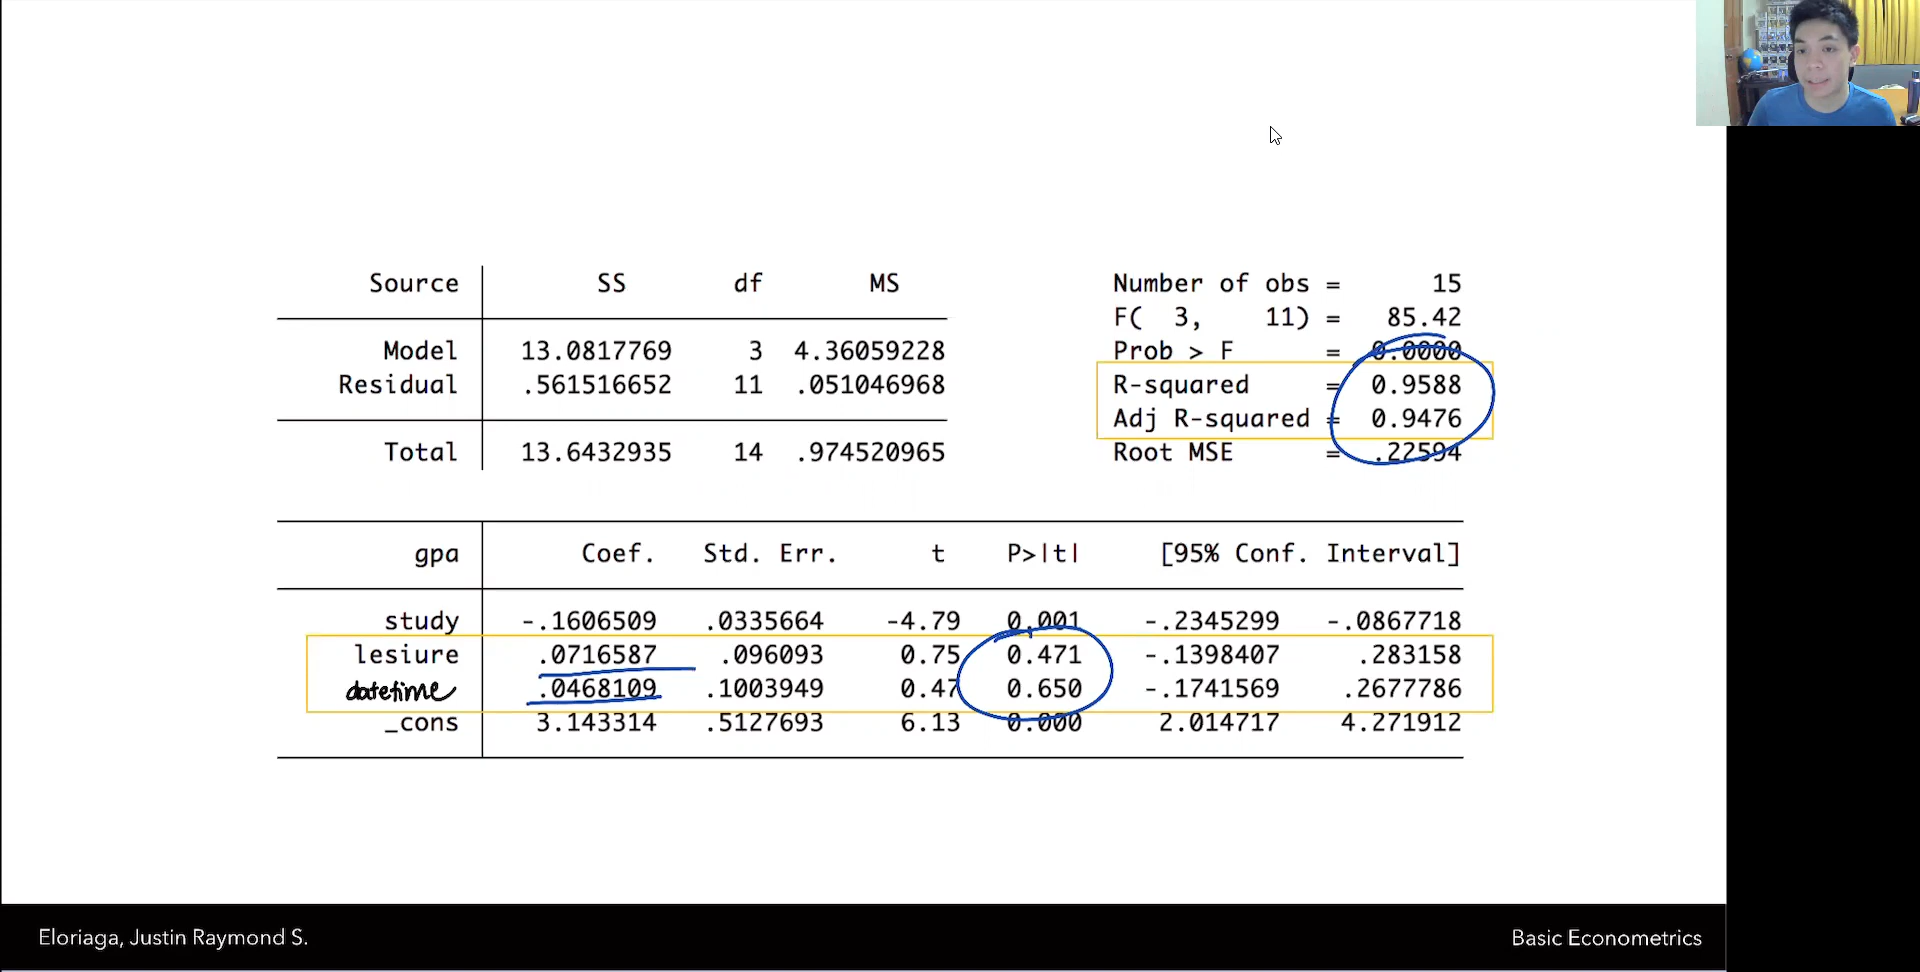 Source SS df MS
Model 13.0817769 3 4.36059228
Residual .561516652 11 .051046968
Total 13.6432935 14 .974520965
Number of obs = 15
F( 3, 11) = 85.42
Prob > F = 0.0000
R-squared = 0.9588
Adj R-squared = 0.9476
Root MSE = .22594
gpa Coef. Std. Err. t P>|t| [95% Conf. Interval]
study -.1606509 .0335664 -4.79 0.001 -.2345299 -.0867718
lesiure .0716587 .096093 0.75 0.471 -.1398407 .283158
datetime .0468109 .1003949 0.47 0.650 -.1741569 .2677786
_cons 3.143314 .5127693 6.13 0.000 2.014717 4.271912
Eloriaga, Justin Raymond S.
Basic Econometrics